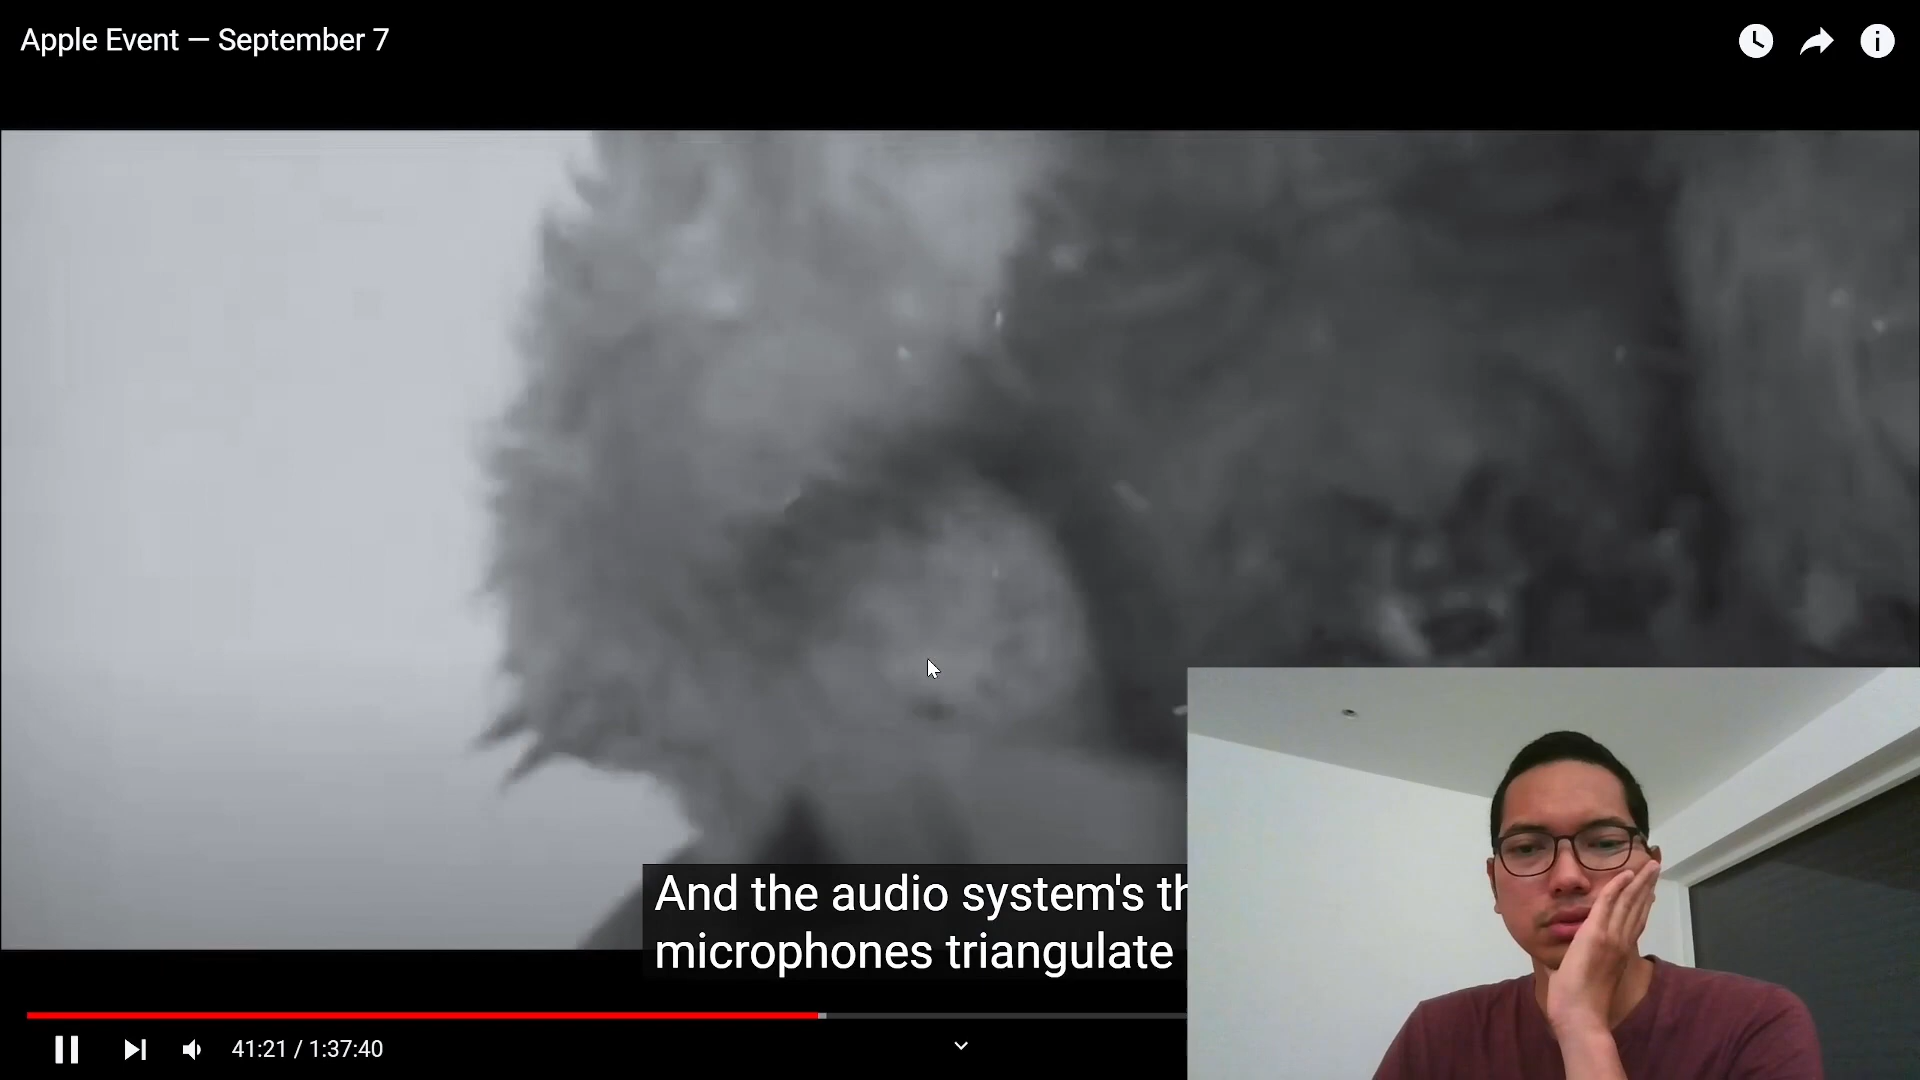 Apple Event — September 7
And the audio system's
microphones triangulate
41:21 / 1:37:40